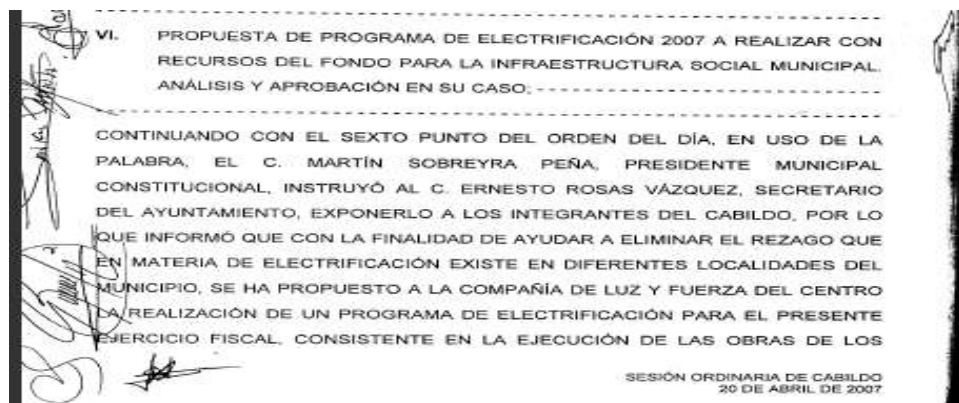 VI. PROPUESTA DE PROGRAMA DE ELECTRIFICACIÓN 2007 A REALIZAR CON
RECURSOS DEL FONDO PARA LA INFRAESTRUCTURA SOCIAL MUNICIPAL.
ANÁLISIS Y APROBACIÓN EN SU CASO;
CONTINUANDO CON EL SEXTO PUNTO DEL ORDEN DEL DÍA, EN USO DE LA
PALABRA, EL C. MARTÍN SOBREYRA PEÑA, PRESIDENTE MUNICIPAL
CONSTITUCIONAL, INSTRUYÓ AL C. ERNESTO ROSAS VÁZQUEZ, SECRETARIO
DEL AYUNTAMIENTO, EXPONERLO A LOS INTEGRANTES DEL CABILDO, POR LO
QUE INFORMÓ QUE CON LA FINALIDAD DE AYUDAR A ELIMINAR EL REZAGO QUE
EN MATERIA DE ELECTRIFICACIÓN EXISTE EN DIFERENTES LOCALIDADES DEL
MUNICIPIO, SE HA PROPUESTO A LA COMPAÑÍA DE LUZ Y FUERZA DEL CENTRO
LA REALIZACIÓN DE UN PROGRAMA DE ELECTRIFICACIÓN PARA EL PRESENTE
EJERCICIO FISCAL, CONSISTENTE EN LA EJECUCIÓN DE LAS OBRAS DE LOS
SESIÓN ORDINARIA DE CABILDO
20 DE ABRIL DE 2007